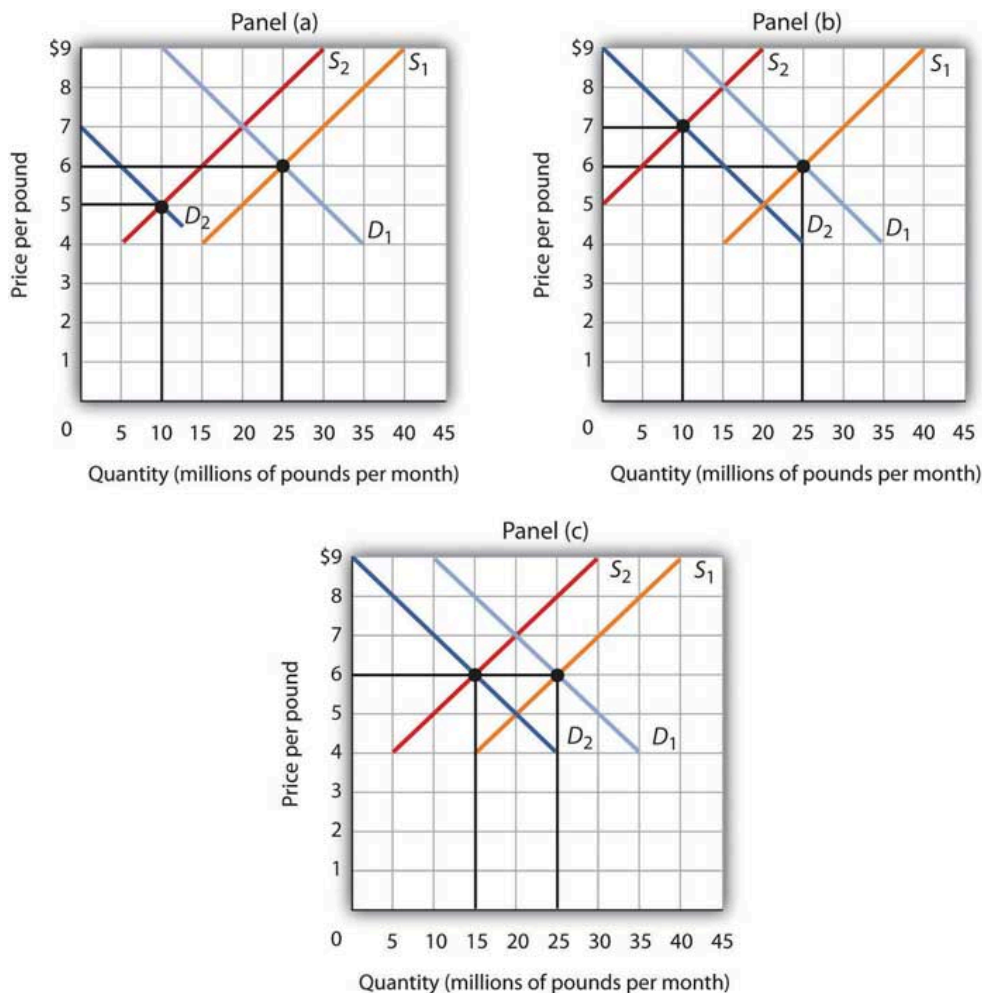 Panel (a)
$9
8
7
6
5
4
3
2
1
0
5 10 15 20 25 30 35 40 45
Price per pound
Quantity (millions of pounds per month)
S2
S1
D2
D1
Panel (b)
$9
8
7
6
5
4
3
2
1
0
5 10 15 20 25 30 35 40 45
Price per pound
Quantity (millions of pounds per month)
S2
S1
D2
D1
Panel (c)
$9
8
7
6
5
4
3
2
1
0
5 10 15 20 25 30 35 40 45
Price per pound
Quantity (millions of pounds per month)
S2
S1
D2
D1